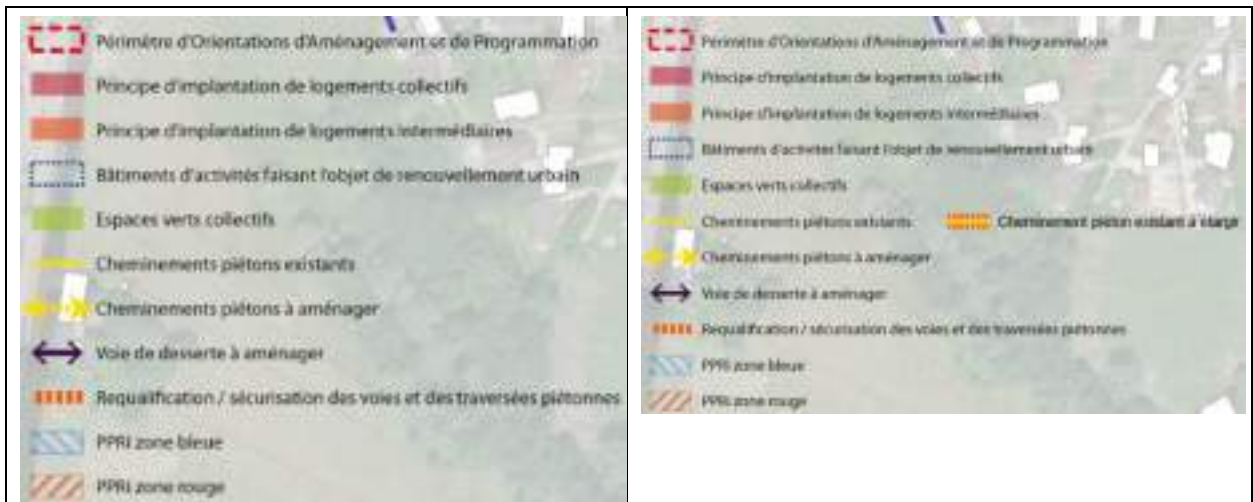 Périmètre d'Orientations d'Aménagement et de Programmation
Principe d'implantation de logements collectifs
Principe d'implantation de logements intermédiaires
Bâtiments d'activités faisant l'objet de renouvellement urbain
Espaces verts collectifs
Cheminements piétons existants
Cheminements piétons à aménager
Voie de desserte à aménager
Requalification / sécurisation des voies et des traversées piétonnes
PPRI zone bleue
PPRI zone rouge
Périmètre d'Orientations d'Aménagement et de Programmation
Principe d'implantation de logements collectifs
Principe d'implantation de logements intermédiaires
Bâtiments d'activités faisant l'objet de renouvellement urbain
Espaces verts collectifs
Cheminements piétons existants Cheminement piéton existant à élargir
Cheminements piétons à aménager
Voie de desserte à aménager
Requalification / sécurisation des voies et des traversées piétonnes
PPRI zone bleue
PPRI zone rouge